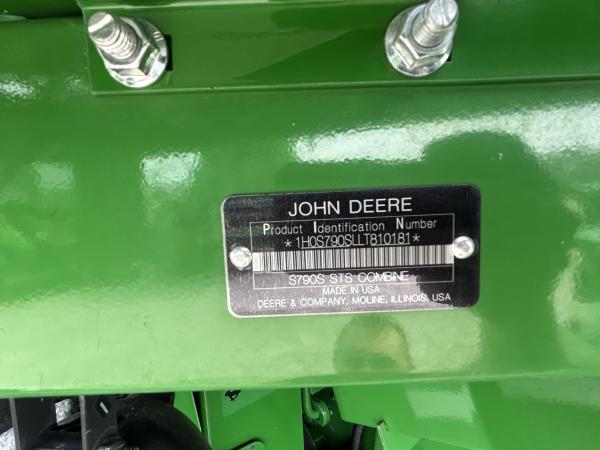 JOHN DEERE
Product Identification Number
*1H0S790SLLT810181*
S790S STS COMBINE
MADE IN USA
DEERE & COMPANY, MOLINE, ILLINOIS, USA